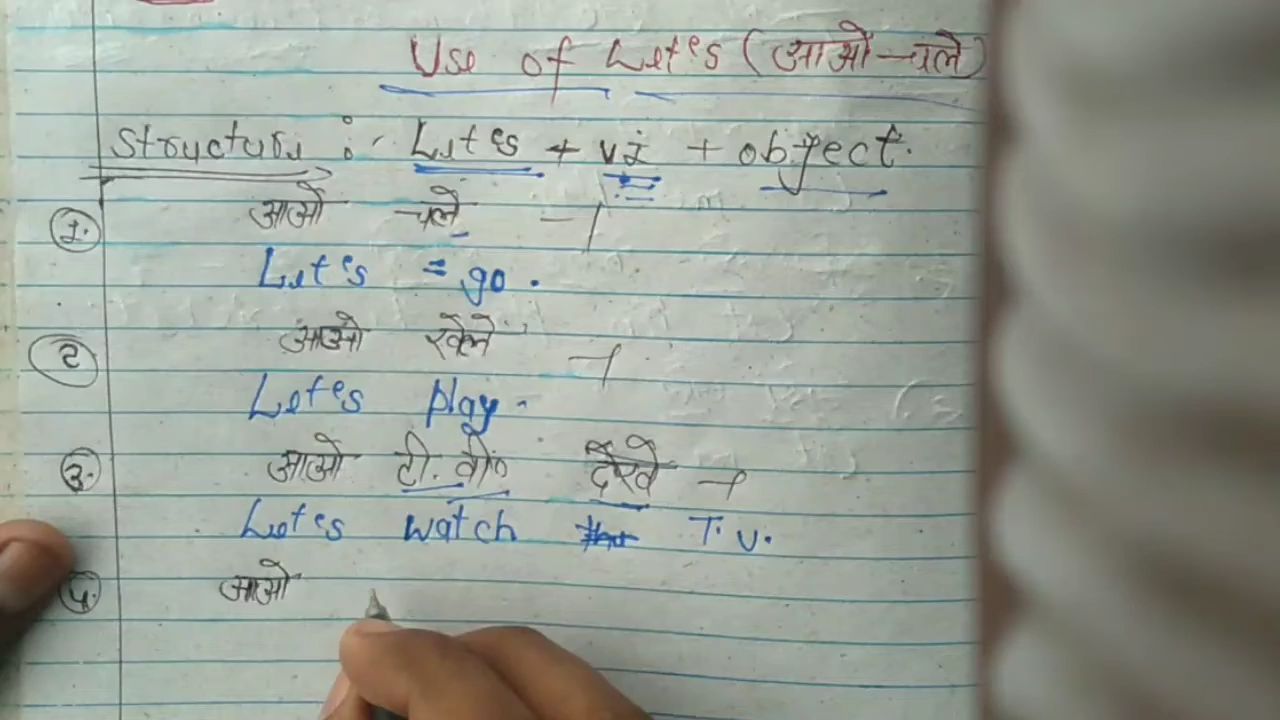 Use of Let's (आओ चले)
Structure :- Let's + v1 + object.
1. आओ चले -
Let's = go.
2 आओ खेले -
Let's play.
3. आओ टी. वी० देखे -
Let's watch T.V.
4. आओ